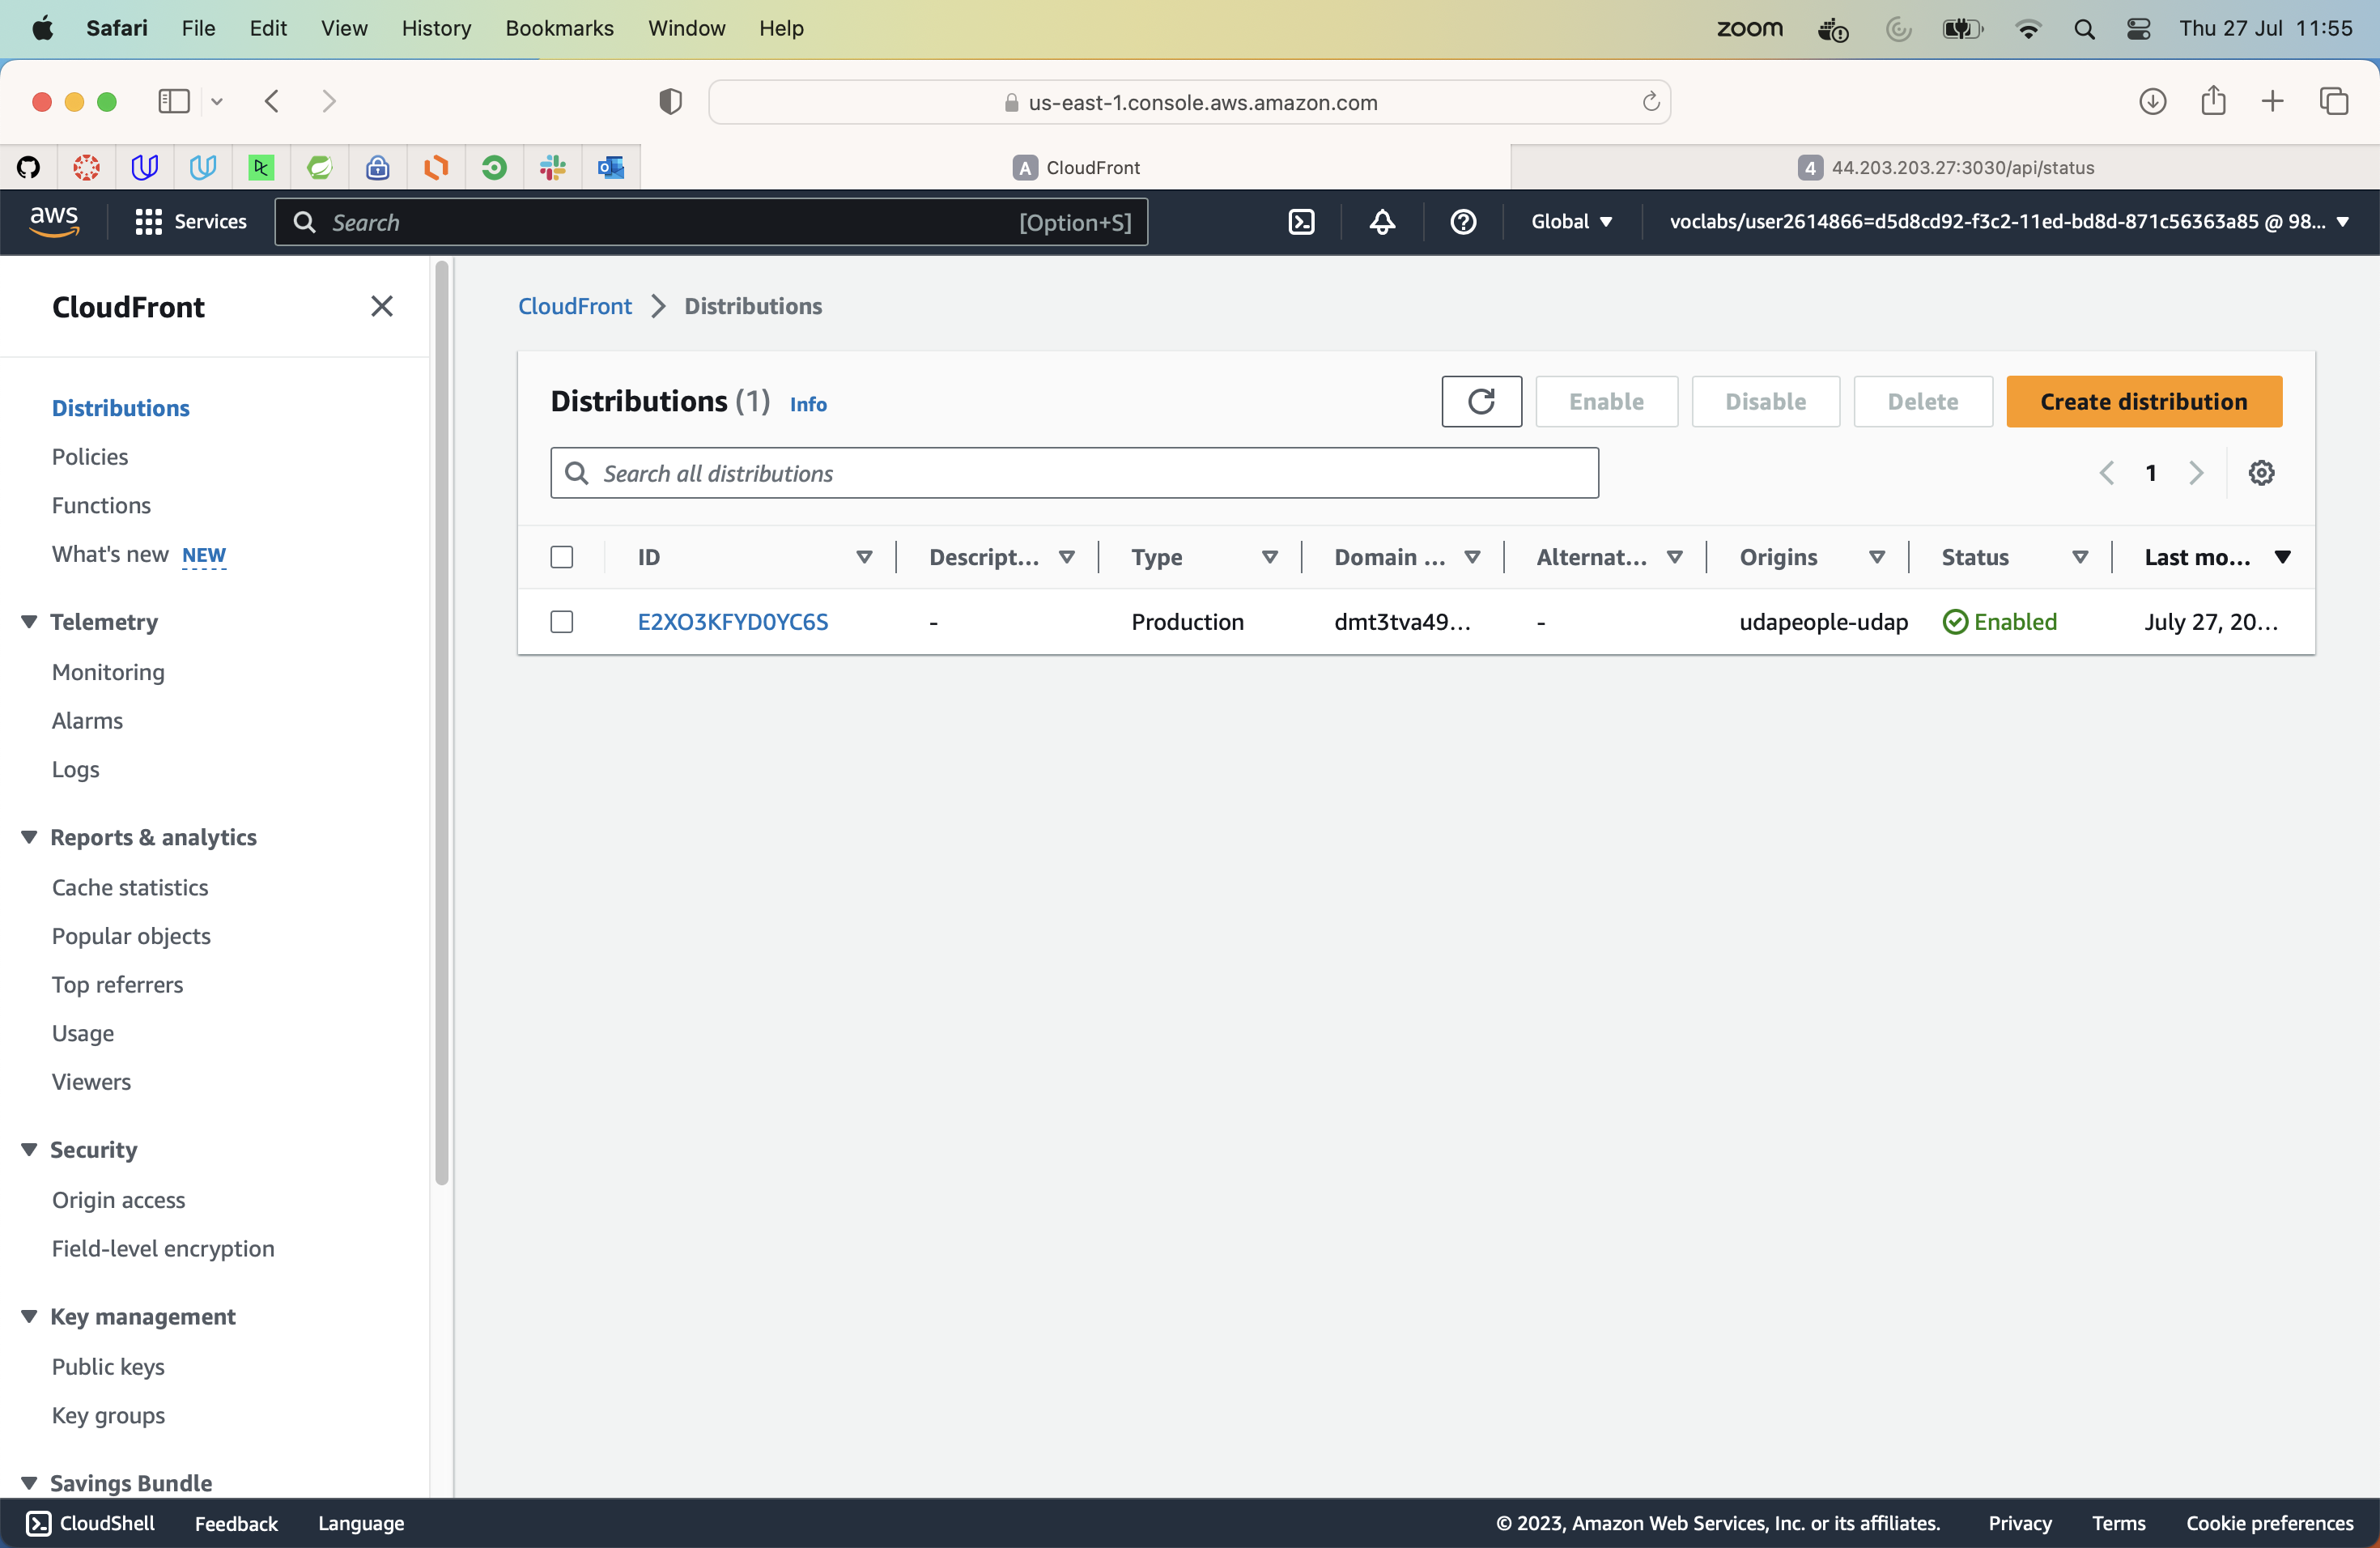 Safari File Edit View History Bookmarks Window Help zoom Thu 27 Jul 11:55
us-east-1.console.aws.amazon.com
A CloudFront 4 44.203.203.27:3030/api/status
aws Services Search [Option+S] Global voclabs/user2614866=d5d8cd92-f3c2-11ed-bd8d-871c56363a85 @ 98...
CloudFront
Distributions
Policies
Functions
What's new NEW
Telemetry
Monitoring
Alarms
Logs
Reports & analytics
Cache statistics
Popular objects
Top referrers
Usage
Viewers
Security
Origin access
Field-level encryption
Key management
Public keys
Key groups
Savings Bundle
CloudFront Distributions
Distributions (1) Info Enable Disable Delete Create distribution
Search all distributions 1
ID Descript... Type Domain ... Alternat... Origins Status Last mo...
E2XO3KFYD0YC6S - Production dmt3tva49... - udapeople-udap Enabled July 27, 20...
CloudShell Feedback Language © 2023, Amazon Web Services, Inc. or its affiliates. Privacy Terms Cookie preferences